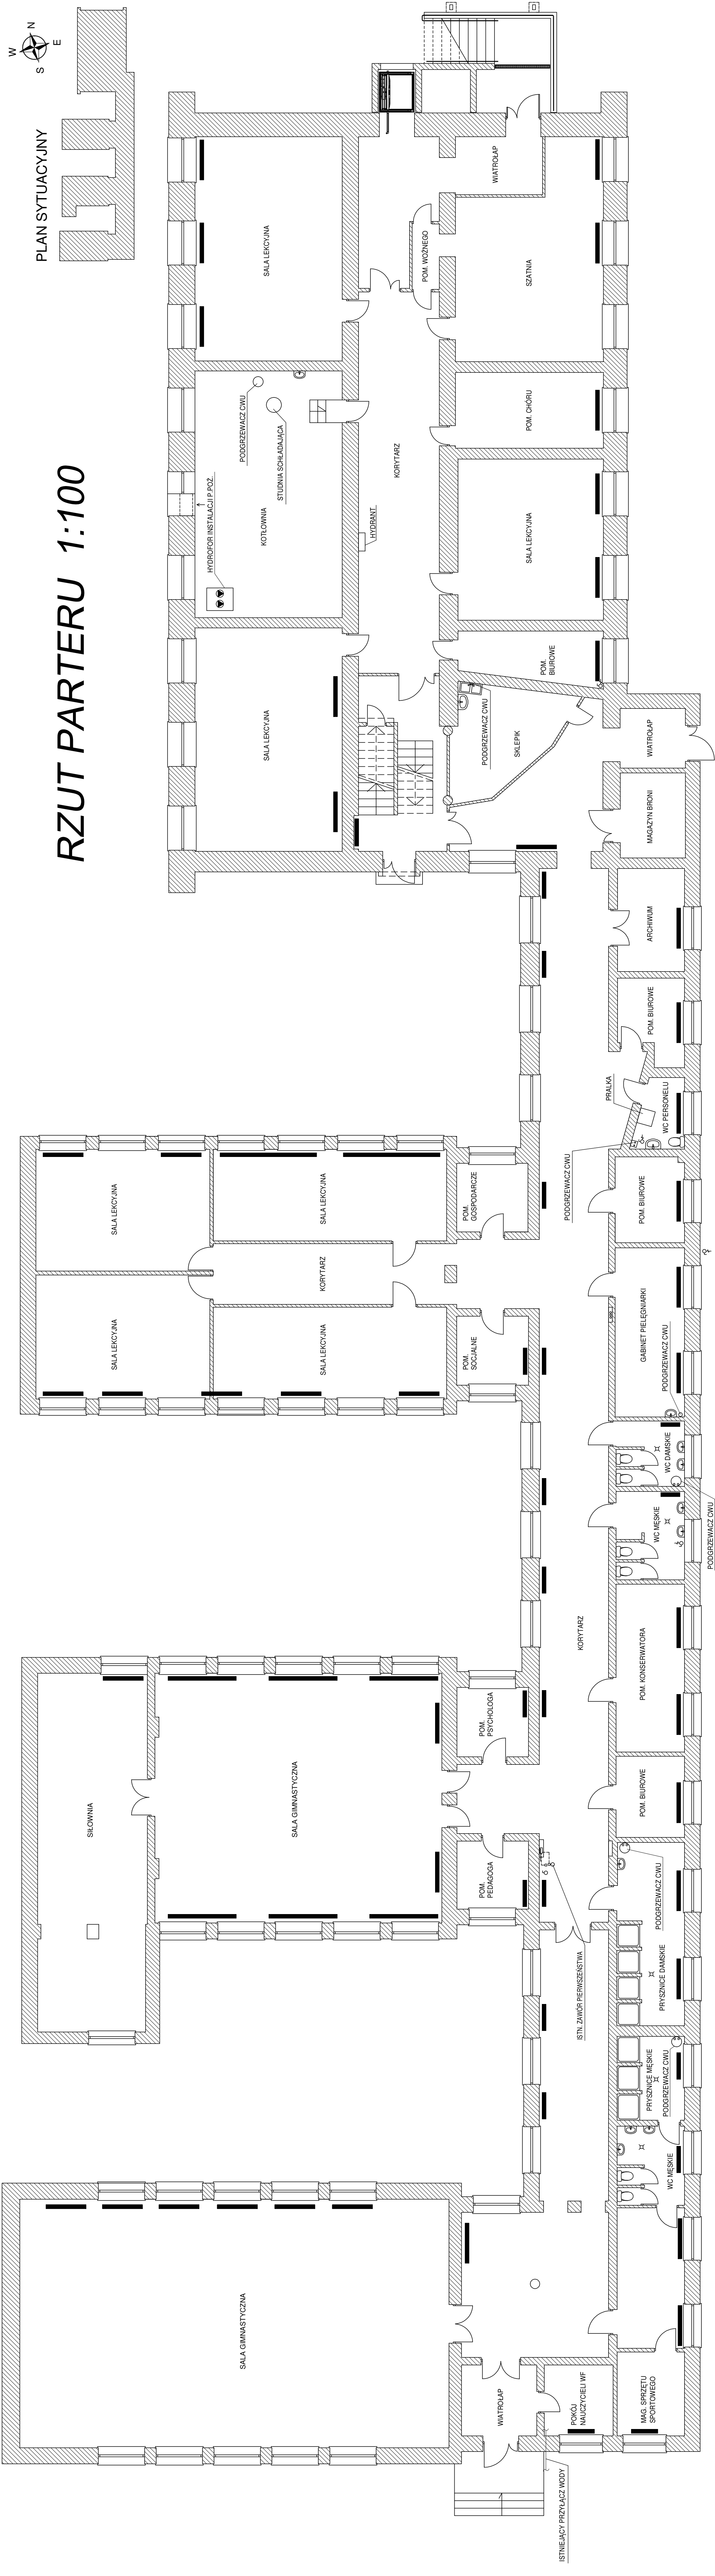 PLAN SYTUACYJNY
N
W
E
S
RZUT PARTERU 1:100
SALA LEKCYJNA
WIATROŁAP
POM. WOŹNEGO
SZATNIA
PODGRZEWACZ CWU
STUDNIA SCHŁADAJĄCA
HYDROFOR INSTALACJI P.POŻ...
KOTŁOWNIA
KORYTARZ
HYDRANT
POM. CHÓRU
SALA LEKCYJNA
SALA LEKCYJNA
POM.
BIUROWE
PODGRZEWACZ CWU
SKLEPIK
WIATROŁAP
MAGAZYN BRONI
ARCHIWUM
POM. BIUROWE
PRALKA
WC PERSONELU
PODGRZEWACZ CWU
SALA LEKCYJNA
SALA LEKCYJNA
POM.
GOSPODARCZE
POM. BIUROWE
KORYTARZ
SALA LEKCYJNA
SALA LEKCYJNA
POM.
SOCJALNE
GABINET PIELĘGNIARKI
PODGRZEWACZ CWU
WC DAMSKIE
PODGRZEWACZ CWU
WC MĘSKIE
KORYTARZ
POM. KONSERWATORA
POM.
PSYCHOLOGA
POM. BIUROWE
SIŁOWNIA
SALA GIMNASTYCZNA
POM.
PEDAGOGA
PODGRZEWACZ CWU
ISTN. ZAWÓR PIERWSZEŃSTWA
PRYSZNICE DAMSKIE
PRYSZNICE MĘSKIE
PODGRZEWACZ CWU
WC MĘSKIE
SALA GIMNASTYCZNA
WIATROŁAP
POKÓJ
NAUCZYCIELI WF
MAG. SPRZĘTU
SPORTOWEGO
ISTNIEJĄCY PRZYŁĄCZ WODY